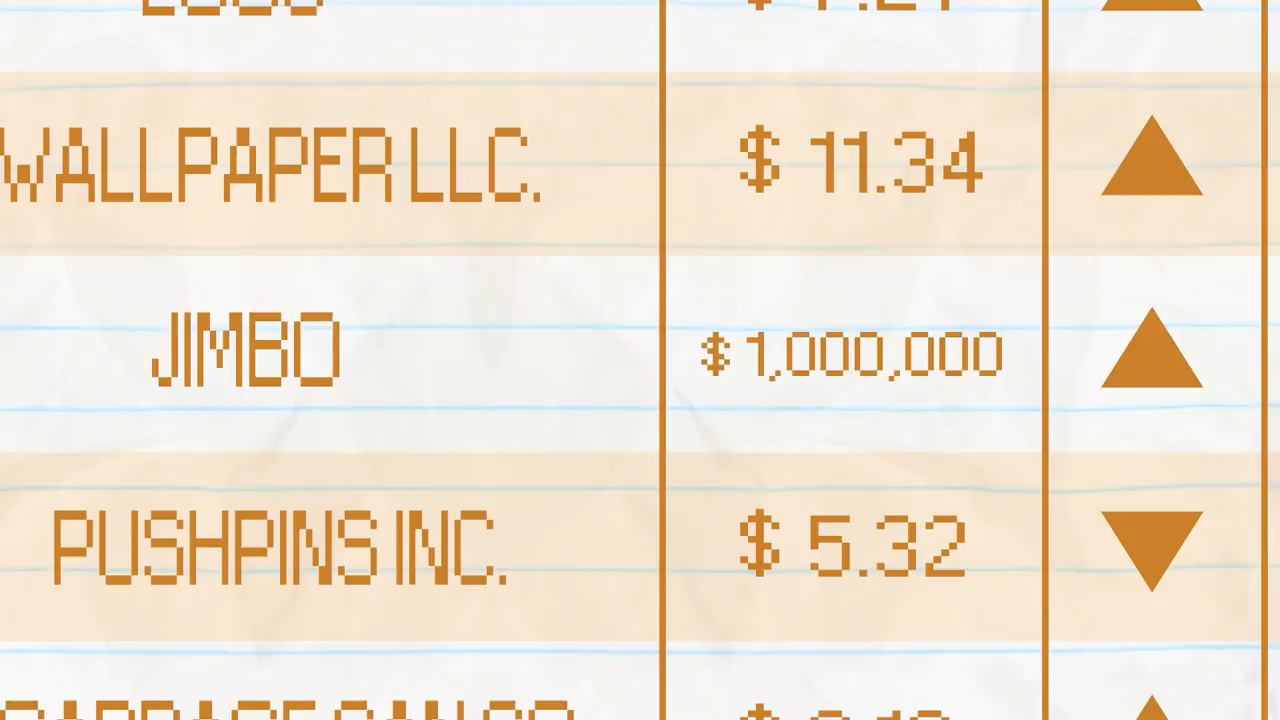 WALLPAPER LLC. $ 11.34
JIMBO $ 1,000,000
PUSHPINS INC. $ 5.32